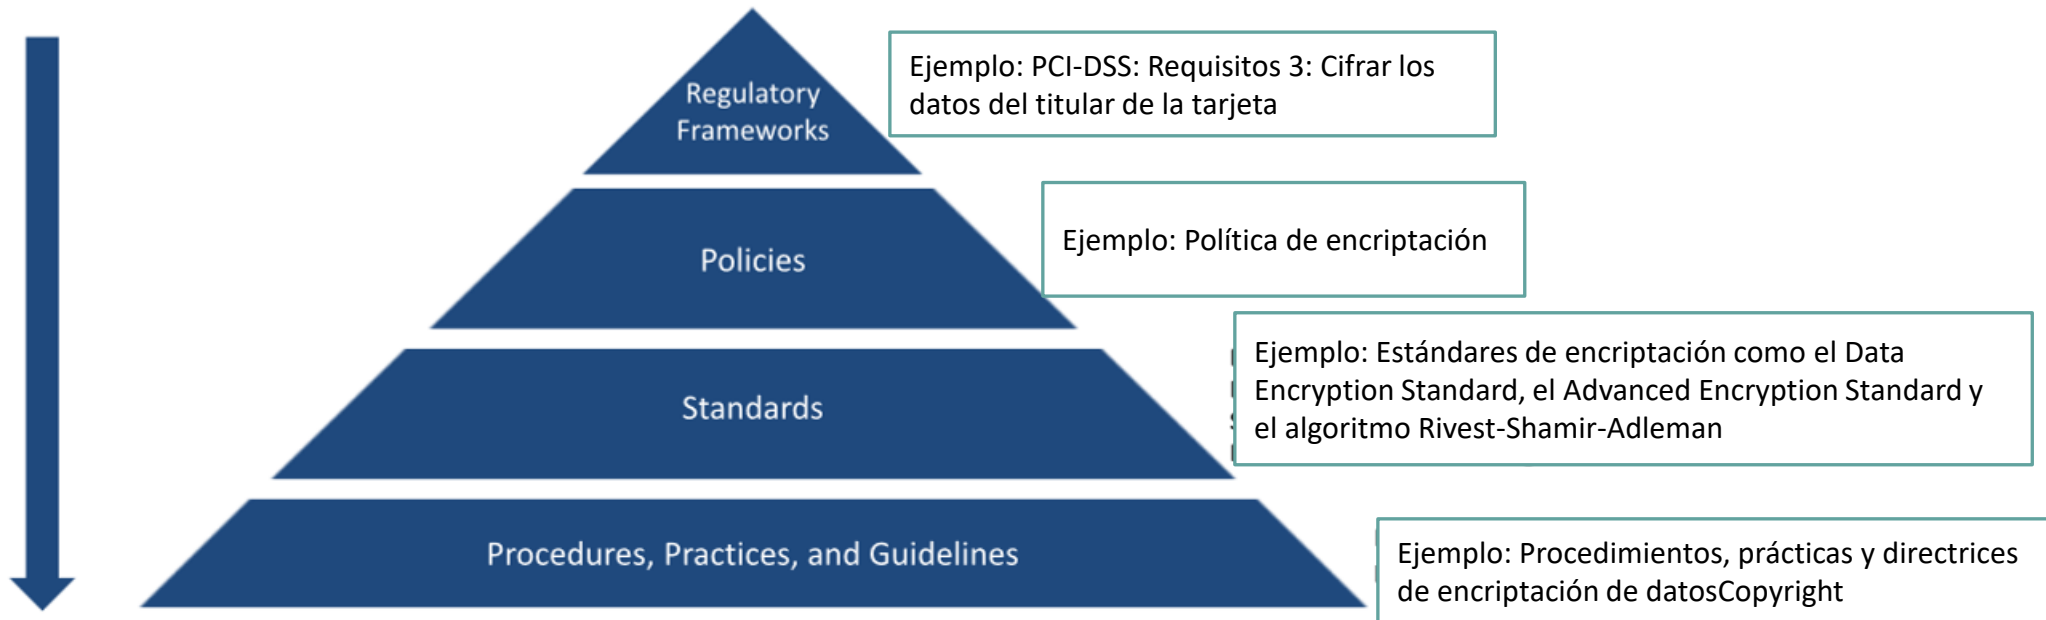 Regulatory
Frameworks
Ejemplo: PCI-DSS: Requisitos 3: Cifrar los
datos del titular de la tarjeta
Policies
Ejemplo: Política de encriptación
Standards
Ejemplo: Estándares de encriptación como el Data
Encryption Standard, el Advanced Encryption Standard y
el algoritmo Rivest-Shamir-Adleman
Procedures, Practices, and Guidelines
Ejemplo: Procedimientos, prácticas y directrices
de encriptación de datosCopyright